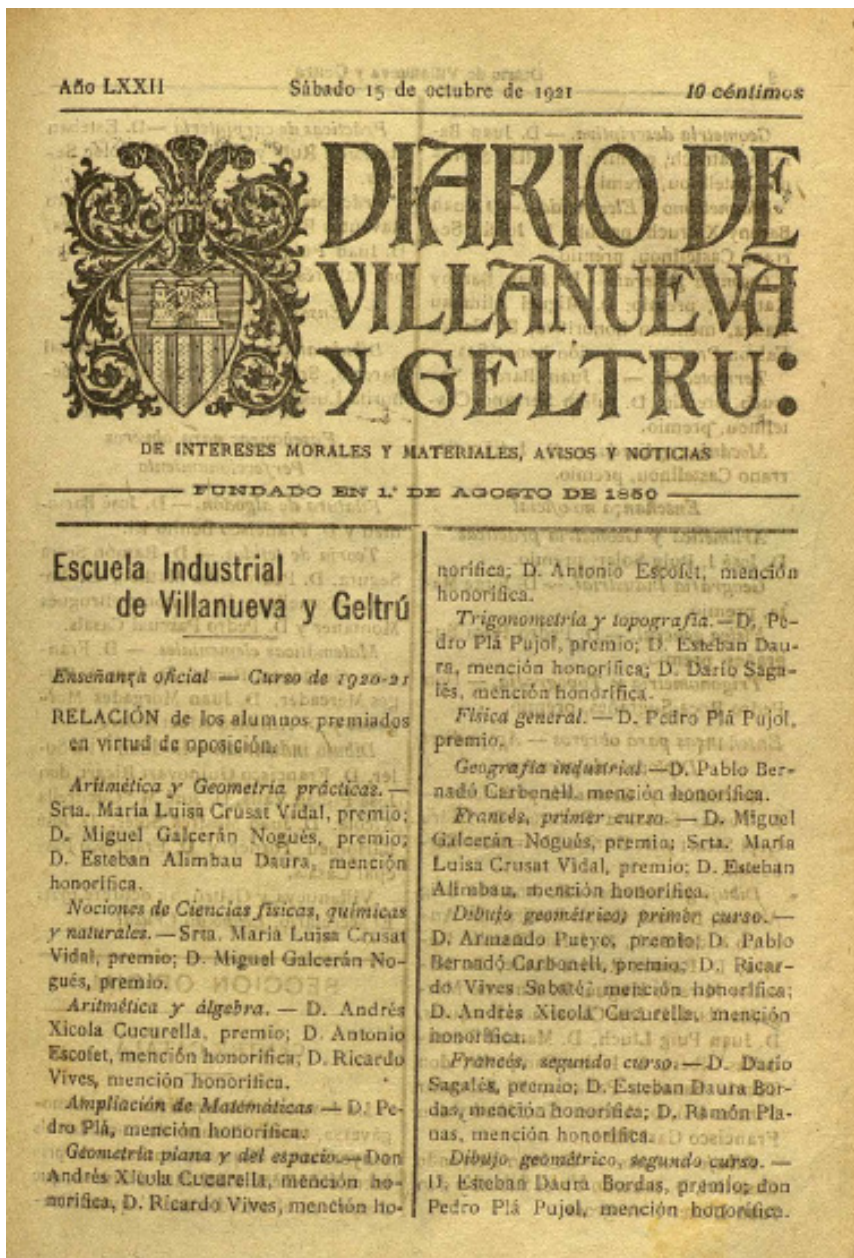 Año LXXII
Sábado 15 de octubre de 1921
10 céntimos
DIARIO DE
VILLANUEVA
Y GELTRU:
DE INTERESES MORALES Y MATERIALES, AVISOS Y NOTICIAS
FUNDADO EN 1.º DE AGOSTO DE 1850
Escuela Industrial
de Villanueva y Geltrú
Enseñanza oficial — Curso de 1920-21
RELACIÓN de los alumnos premiados
en virtud de oposición.
Aritmética y Geometría prácticas. —
Srta. María Luisa Crusat Vidal, premio;
D. Miguel Galcerán Nogués, premio;
D. Esteban Alimbau Daura, mención
honorífica.
Nociones de Ciencias físicas, químicas
y naturales. — Srta. María Luisa Crusat
Vidal, premio; D. Miguel Galcerán No-
gués, premio.
Aritmética y álgebra. — D. Andrés
Xicola Cucurella, premio; D. Antonio
Escofet, mención honorífica; D. Ricardo
Vives, mención honorífica.
Ampliación de Matemáticas — D. Pe-
dro Plá, mención honorífica.
Geometría plana y del espacio. — Don
Andrés Xicola Cucurella, mención ho-
norífica, D. Ricardo Vives, mención ho-
norífica; D. Antonio Escofet, mención
honorífica.
Trigonometría y topografía. — D. Pe-
dro Plá Pujol, premio; D. Esteban Dau-
ra, mención honorífica; D. Darío Saga-
lés, mención honorífica.
Física general. — D. Pedro Plá Pujol,
premio.
Geografía industrial. — D. Pablo Ber-
nadó Carbonell, mención honorífica.
Francés, primer curso. — D. Miguel
Galcerán Nogués, premio; Srta. María
Luisa Crusat Vidal, premio; D. Esteban
Alimbau, mención honorífica.
Dibujo geométrico, primer curso. —
D. Armando Pueyo, premio; D. Pablo
Bernadó Carbonell, premio; D. Ricar-
do Vives Sabaté, mención honorífica;
D. Andrés Xicola Cucurella, mención
honorífica.
Francés, segundo curso. — D. Darío
Sagalés, premio; D. Esteban Daura Bor-
das, mención honorífica; D. Ramón Pla-
nas, mención honorífica.
Dibujo geométrico, segundo curso. —
D. Esteban Daura Bordas, premio; don
Pedro Plá Pujol, mención honorífica.